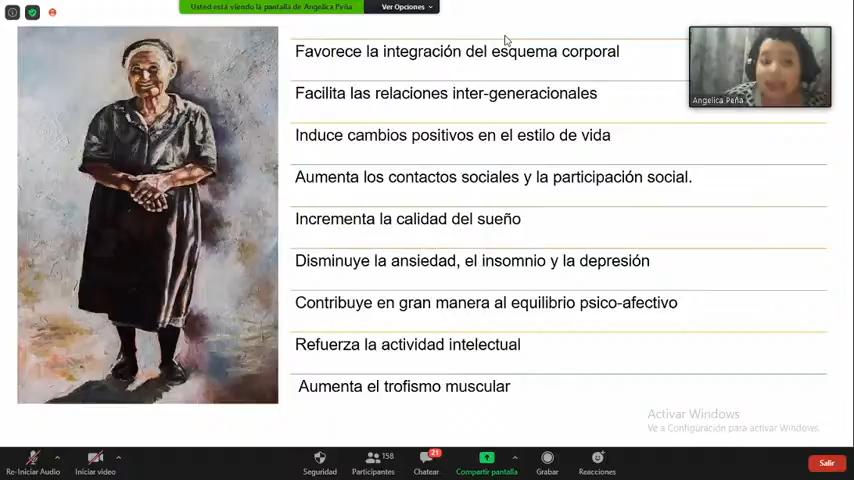 Usted está viendo la pantalla de Angelica Peña
Ver Opciones
Favorece la integración del esquema corporal
Facilita las relaciones inter-generacionales
Induce cambios positivos en el estilo de vida
Aumenta los contactos sociales y la participación social.
Incrementa la calidad del sueño
Disminuye la ansiedad, el insomnio y la depresión
Contribuye en gran manera al equilibrio psico-afectivo
Refuerza la actividad intelectual
Aumenta el trofismo muscular
Angelica Peña
Activar Windows
Ve a Configuración para activar Windows.
Re-Iniciar Audio
Iniciar video
Seguridad
158
Participantes
21
Chatear
Compartir pantalla
Grabar
Reacciones
Salir